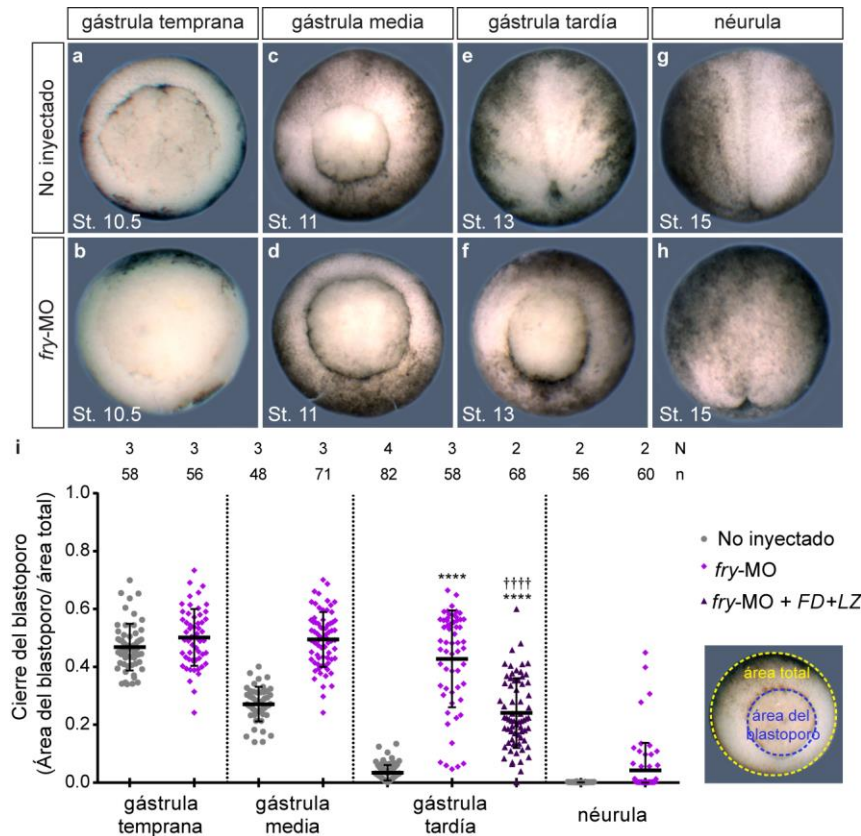 gástrula temprana
gástrula media
gástrula tardía
néurula
No inyectado
a
St. 10.5
c
St. 11
e
St. 13
g
St. 15
fry-MO
b
St. 10.5
d
St. 11
f
St. 13
h
St. 15
i
3 3 3 3 4 3 2 2 2 N
58 56 48 71 82 58 68 56 60 n
Cierre del blastoporo
(Área del blastoporo/ área total)
1.0
0.8
0.6
0.4
0.2
0.0
****
††††
****
gástrula
temprana
gástrula
media
gástrula
tardía
néurula
No inyectado
fry-MO
fry-MO + FD+LZ
área total
área del
blastoporo